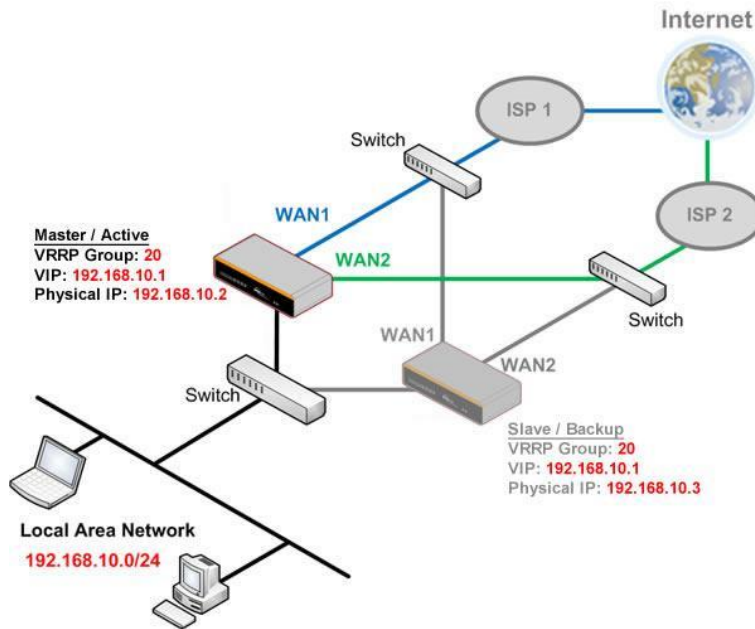 Internet
ISP 1
Switch
WAN1
ISP 2
Master / Active
VRRP Group: 20
VIP: 192.168.10.1
Physical IP: 192.168.10.2
WAN2
Switch
WAN1
WAN2
Switch
Slave / Backup
VRRP Group: 20
VIP: 192.168.10.1
Physical IP: 192.168.10.3
Local Area Network
192.168.10.0/24